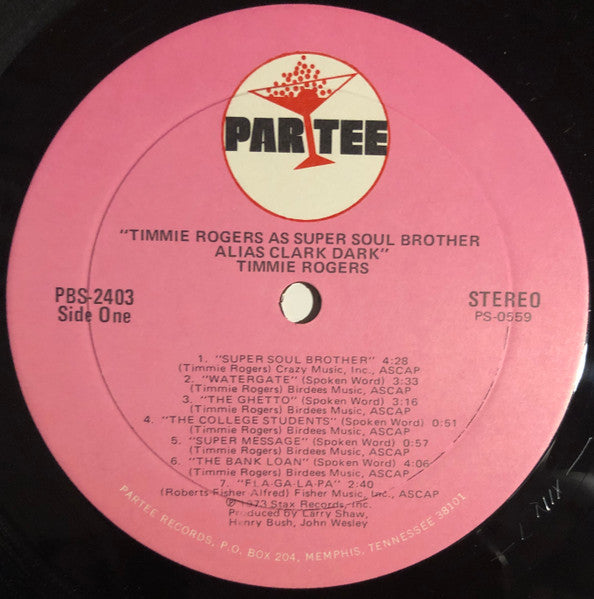 PARTEE
"TIMMIE ROGERS AS SUPER SOUL BROTHER
ALIAS CLARK DARK"
TIMMIE ROGERS
PBS-2403
Side One
STEREO
PS-0559
1. "SUPER SOUL BROTHER" 4:28
(Timmie Rogers) Crazy Music, Inc., ASCAP
2. "WATERGATE" (Spoken Word) 3:33
(Timmie Rogers) Birdees Music, ASCAP
3. "THE GHETTO" (Spoken Word) 3:16
(Timmie Rogers) Birdees Music, ASCAP
4. "THE COLLEGE STUDENTS" (Spoken Word) 0:51
(Timmie Rogers) Birdees Music, ASCAP
5. "SUPER MESSAGE" (Spoken Word) 0:57
(Timmie Rogers) Birdees Music, ASCAP
6. "THE BANK LOAN" (Spoken Word) 4:06
(Timmie Rogers) Birdees Music, ASCAP
7. "FLA-GA-LA-PA" 2:40
(Roberts Fisher Alfred) Fisher Music, Inc., ASCAP
℗ 1973 Stax Records, Inc.
Produced by Larry Shaw,
Henry Bush, John Wesley
PARTEE RECORDS, P.O. BOX 204, MEMPHIS, TENNESSEE 38101